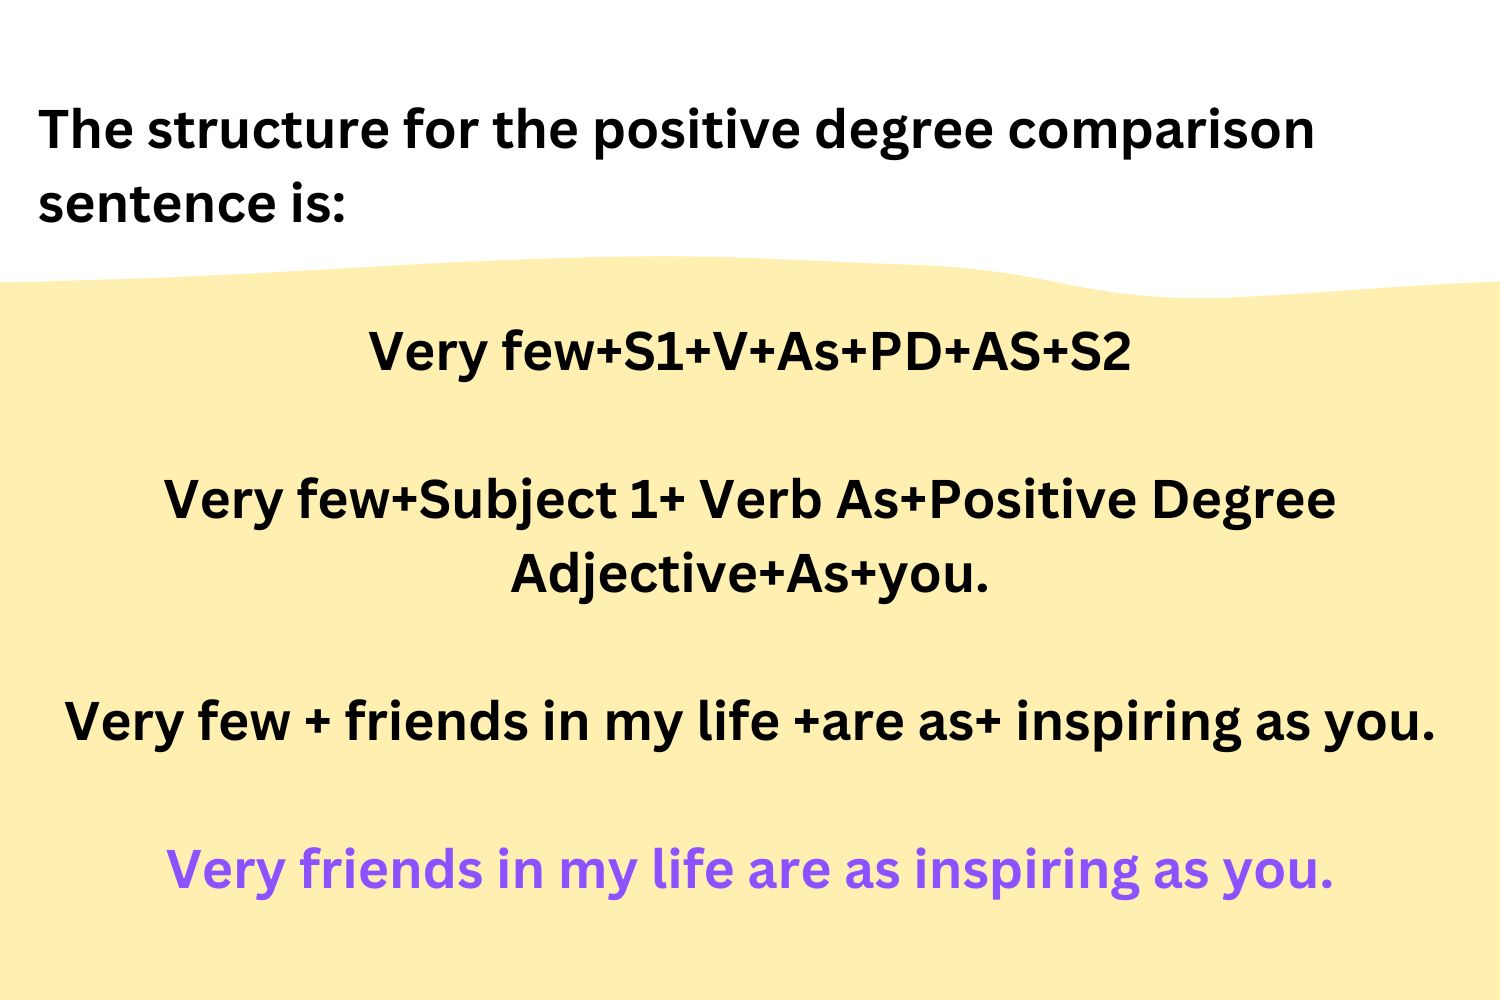 The structure for the positive degree comparison
sentence is:
Very few+S1+V+As+PD+AS+S2
Very few+Subject 1+ Verb As+Positive Degree
Adjective+As+you.
Very few + friends in my life +are as+ inspiring as you.
Very friends in my life are as inspiring as you.